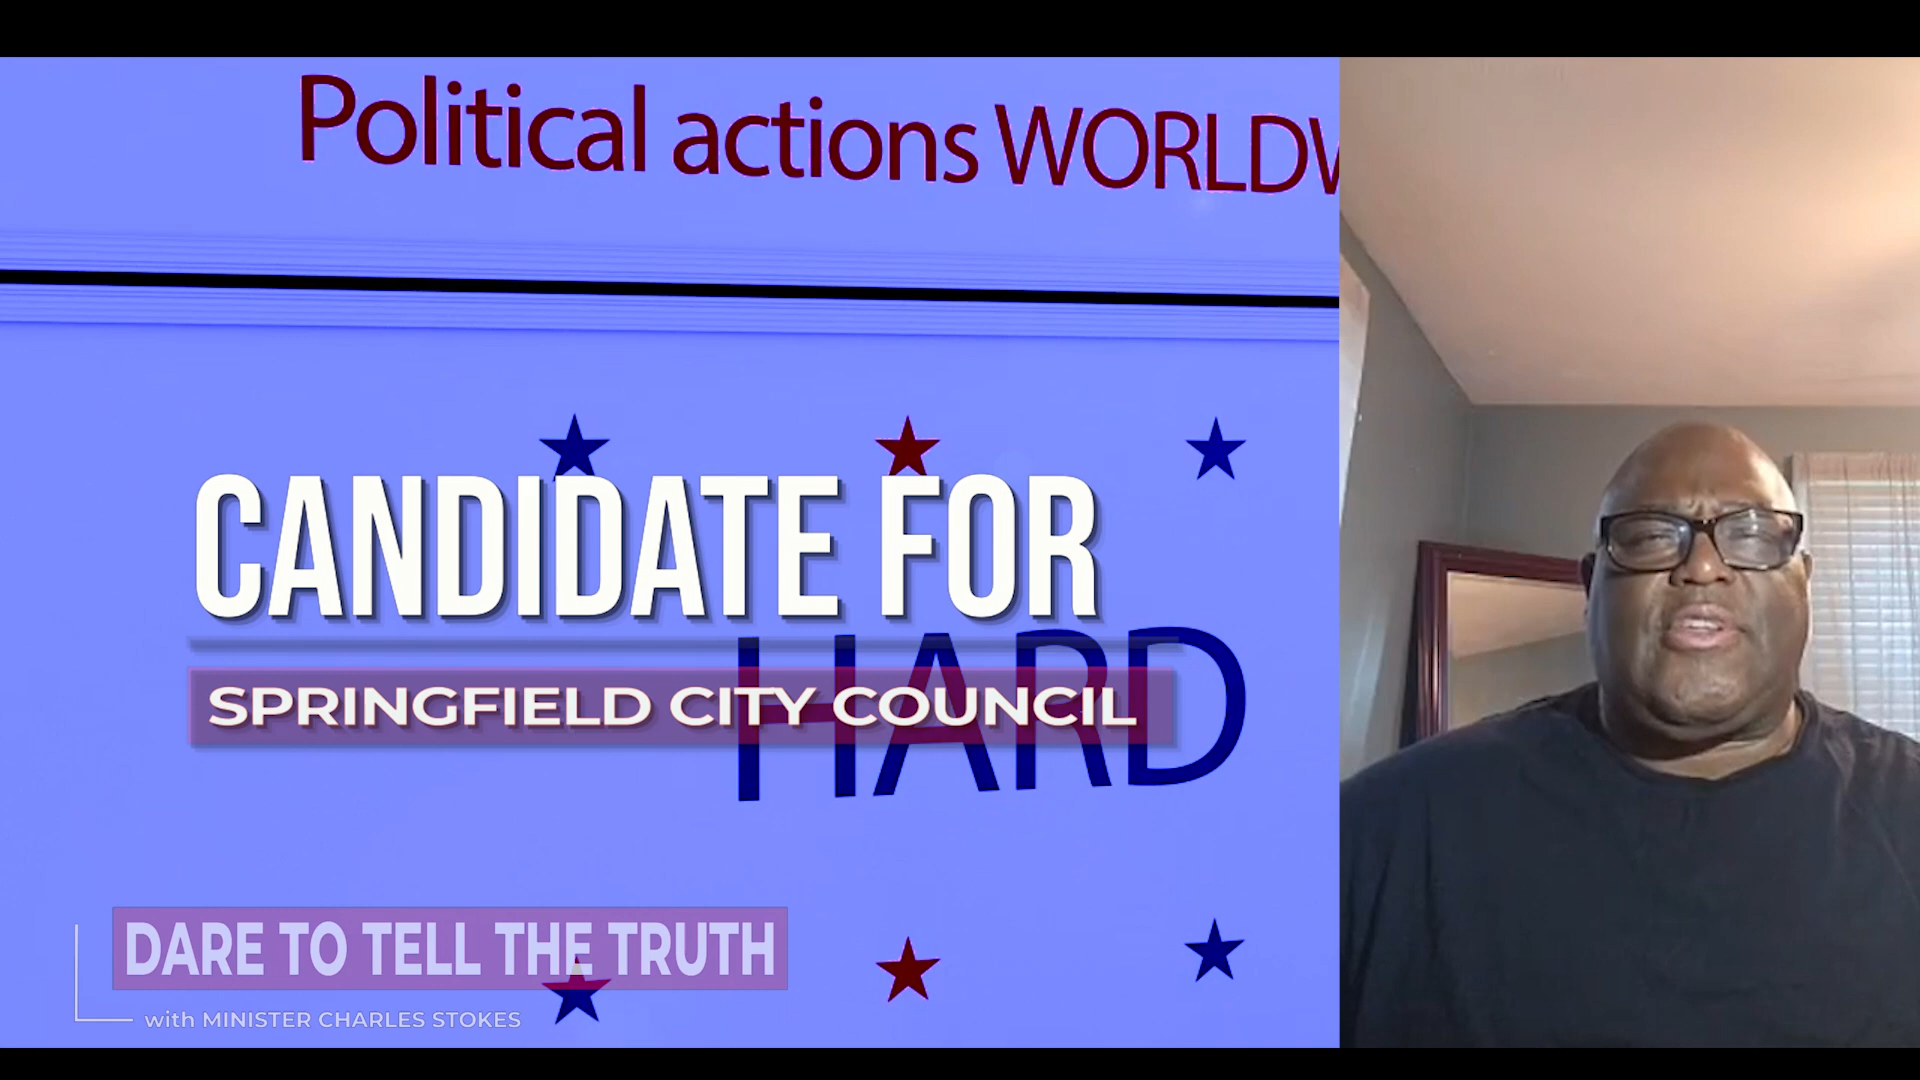 Political actions WORLDW
CANDIDATE FOR
HARD
SPRINGFIELD CITY COUNCIL
DARE TO TELL THE TRUTH
with MINISTER CHARLES STOKES